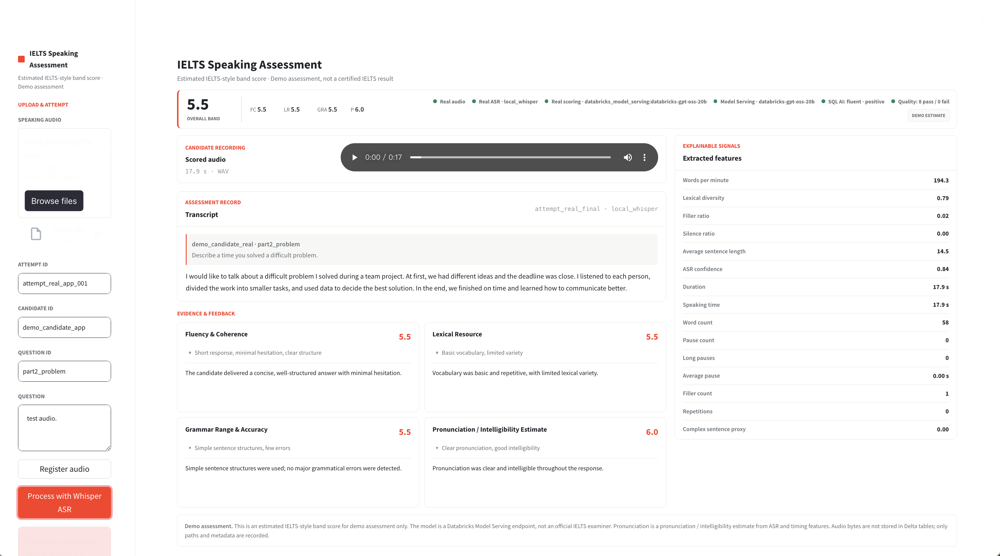 IELTS Speaking
Assessment
Estimated IELTS-style band score ·
Demo assessment
UPLOAD & ATTEMPT
SPEAKING AUDIO
Drag and drop file
here
Browse files
ielts-de...
ATTEMPT ID
attempt_real_app_001
CANDIDATE ID
demo_candidate_app
QUESTION ID
part2_problem
QUESTION
test audio.
Register audio
Process with Whisper
ASR
Real ASR processing
IELTS Speaking Assessment
Estimated IELTS-style band score · Demo assessment, not a certified IELTS result
5.5
OVERALL BAND
FC 5.5 LR 5.5 GRA 5.5 P 6.0
Real audio Real ASR · local_whisper Real scoring · databricks_model_serving:databricks-gpt-oss-20b Model Serving · databricks-gpt-oss-20b SQL AI: fluent · positive Quality: 8 pass / 0 fail
DEMO ESTIMATE
CANDIDATE RECORDING
Scored audio
17.9 s · WAV
0:00 / 0:17
ASSESSMENT RECORD
Transcript
attempt_real_final · local_whisper
demo_candidate_real · part2_problem
Describe a time you solved a difficult problem.
I would like to talk about a difficult problem I solved during a team project. At first, we had different ideas and the deadline was close. I listened to each person,
divided the work into smaller tasks, and used data to decide the best solution. In the end, we finished on time and learned how to communicate better.
EVIDENCE & FEEDBACK
Fluency & Coherence 5.5
Short response, minimal hesitation, clear structure
The candidate delivered a concise, well-structured answer with minimal hesitation.
Lexical Resource 5.5
Basic vocabulary, limited variety
Vocabulary was basic and repetitive, with limited lexical variety.
Grammar Range & Accuracy 5.5
Simple sentence structures, few errors
Simple sentence structures were used; no major grammatical errors were detected.
Pronunciation / Intelligibility Estimate 6.0
Clear pronunciation, good intelligibility
Pronunciation was clear and intelligible throughout the response.
EXPLAINABLE SIGNALS
Extracted features
Words per minute 194.3
Lexical diversity 0.79
Filler ratio 0.02
Silence ratio 0.00
Average sentence length 14.5
ASR confidence 0.84
Duration 17.9 s
Speaking time 17.9 s
Word count 58
Pause count 0
Long pauses 0
Average pause 0.00 s
Filler count 1
Repetitions 0
Complex sentence proxy 0.00
Demo assessment. This is an estimated IELTS-style band score for demo assessment only. The model is a Databricks Model Serving endpoint, not an official IELTS examiner. Pronunciation is a pronunciation / intelligibility estimate from ASR and timing features. Audio bytes are not stored in Delta tables; only
paths and metadata are recorded.